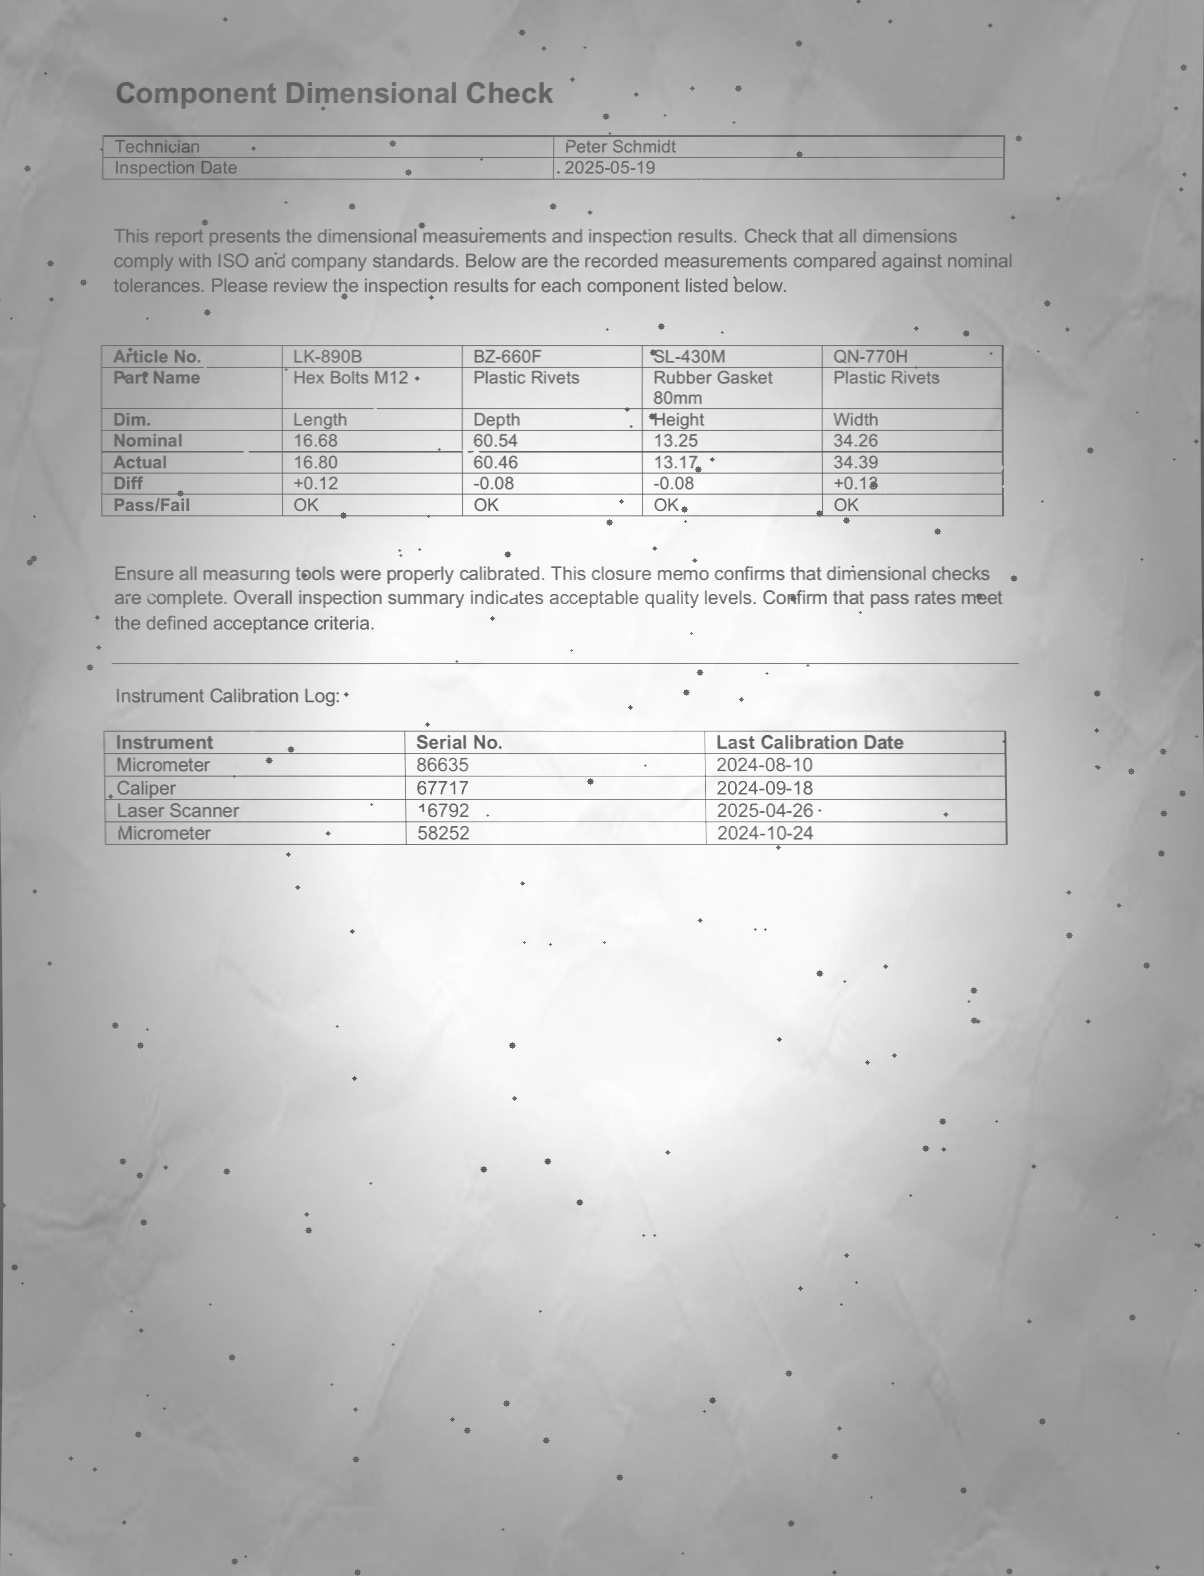 Component Dimensional Check
Technician Peter Schmidt
Inspection Date 2025-05-19
This report presents the dimensional measurements and inspection results. Check that all dimensions
comply with ISO and company standards. Below are the recorded measurements compared against nominal
tolerances. Please review the inspection results for each component listed below.
Article No. LK-890B BZ-660F SL-430M QN-770H
Part Name Hex Bolts M12 Plastic Rivets Rubber Gasket Plastic Rivets
80mm
Dim. Length Depth Height Width
Nominal 16.68 60.54 13.25 34.26
Actual 16.80 60.46 13.17 34.39
Diff +0.12 -0.08 -0.08 +0.13
Pass/Fail OK OK OK OK
Ensure all measuring tools were properly calibrated. This closure memo confirms that dimensional checks
are complete. Overall inspection summary indicates acceptable quality levels. Confirm that pass rates meet
the defined acceptance criteria.
Instrument Calibration Log:
Instrument Serial No. Last Calibration Date
Micrometer 86635 2024-08-10
Caliper 67717 2024-09-18
Laser Scanner 16792 2025-04-26
Micrometer 58252 2024-10-24